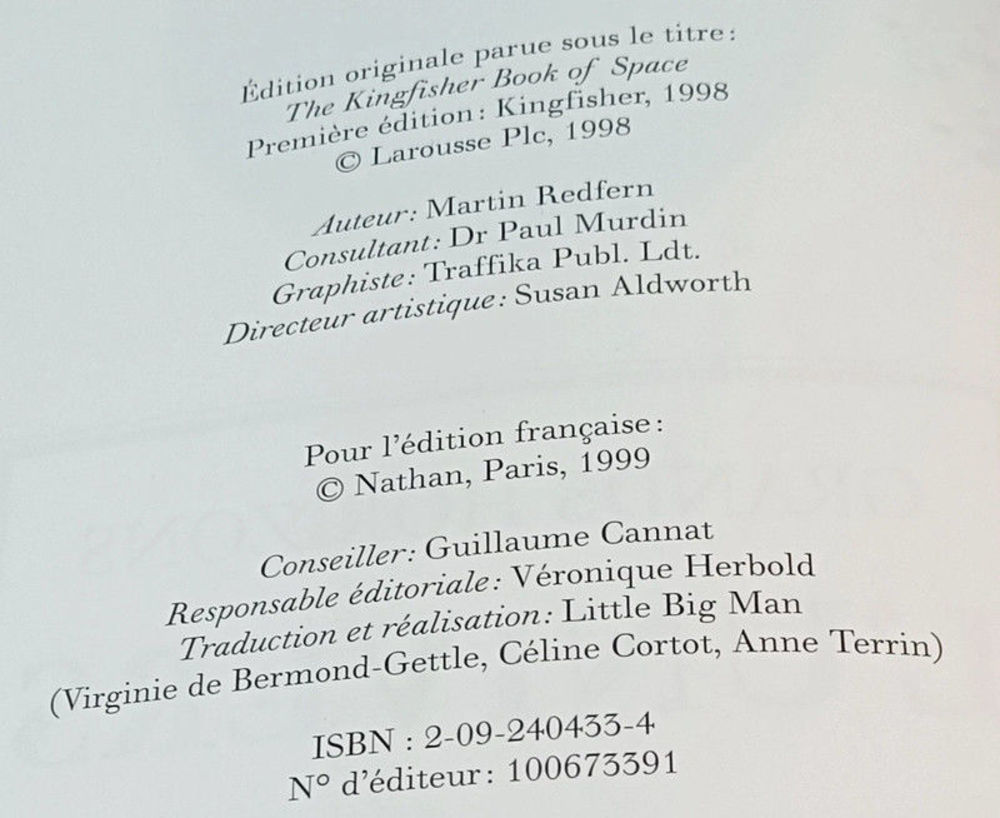 Édition originale parue sous le titre :
The Kingfisher Book of Space
Première édition : Kingfisher, 1998
© Larousse Plc, 1998
Auteur : Martin Redfern
Consultant : Dr Paul Murdin
Graphiste : Traffika Publ. Ldt.
Directeur artistique : Susan Aldworth
Pour l'édition française :
© Nathan, Paris, 1999
Conseiller : Guillaume Cannat
Responsable éditoriale : Véronique Herbold
Traduction et réalisation : Little Big Man
(Virginie de Bermond-Gettle, Céline Cortot, Anne Terrin)
ISBN : 2-09-240433-4
N° d'éditeur : 100673391